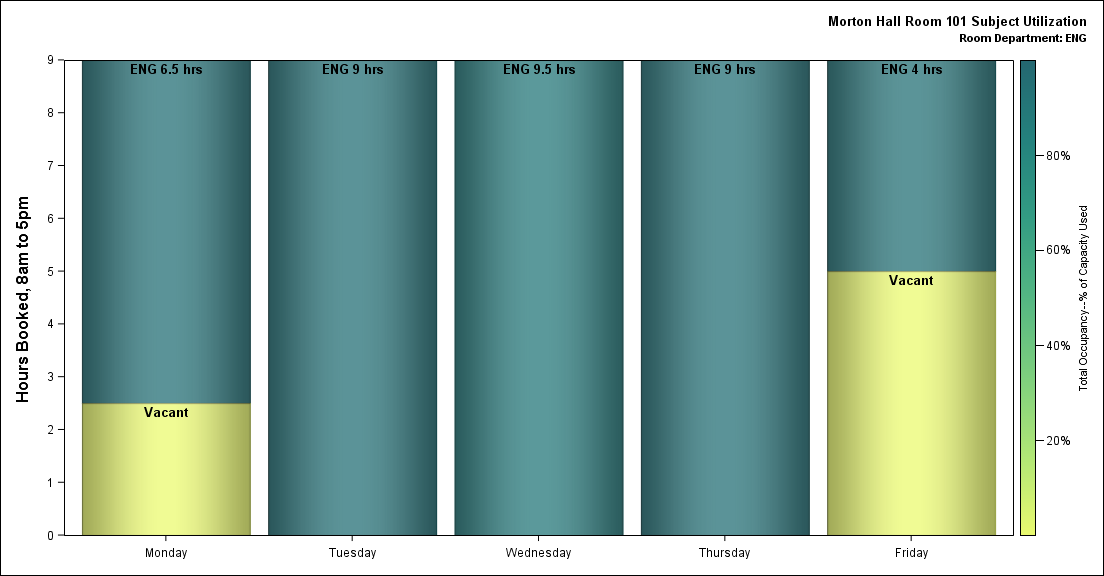 Morton Hall Room 101 Subject Utilization
Room Department: ENG
Hours Booked, 8am to 5pm
9
8
7
6
5
4
3
2
1
0
ENG 6.5 hrs
Vacant
ENG 9 hrs
ENG 9.5 hrs
ENG 9 hrs
ENG 4 hrs
Vacant
Monday
Tuesday
Wednesday
Thursday
Friday
80%
60%
40%
20%
Total Occupancy--% of Capacity Used